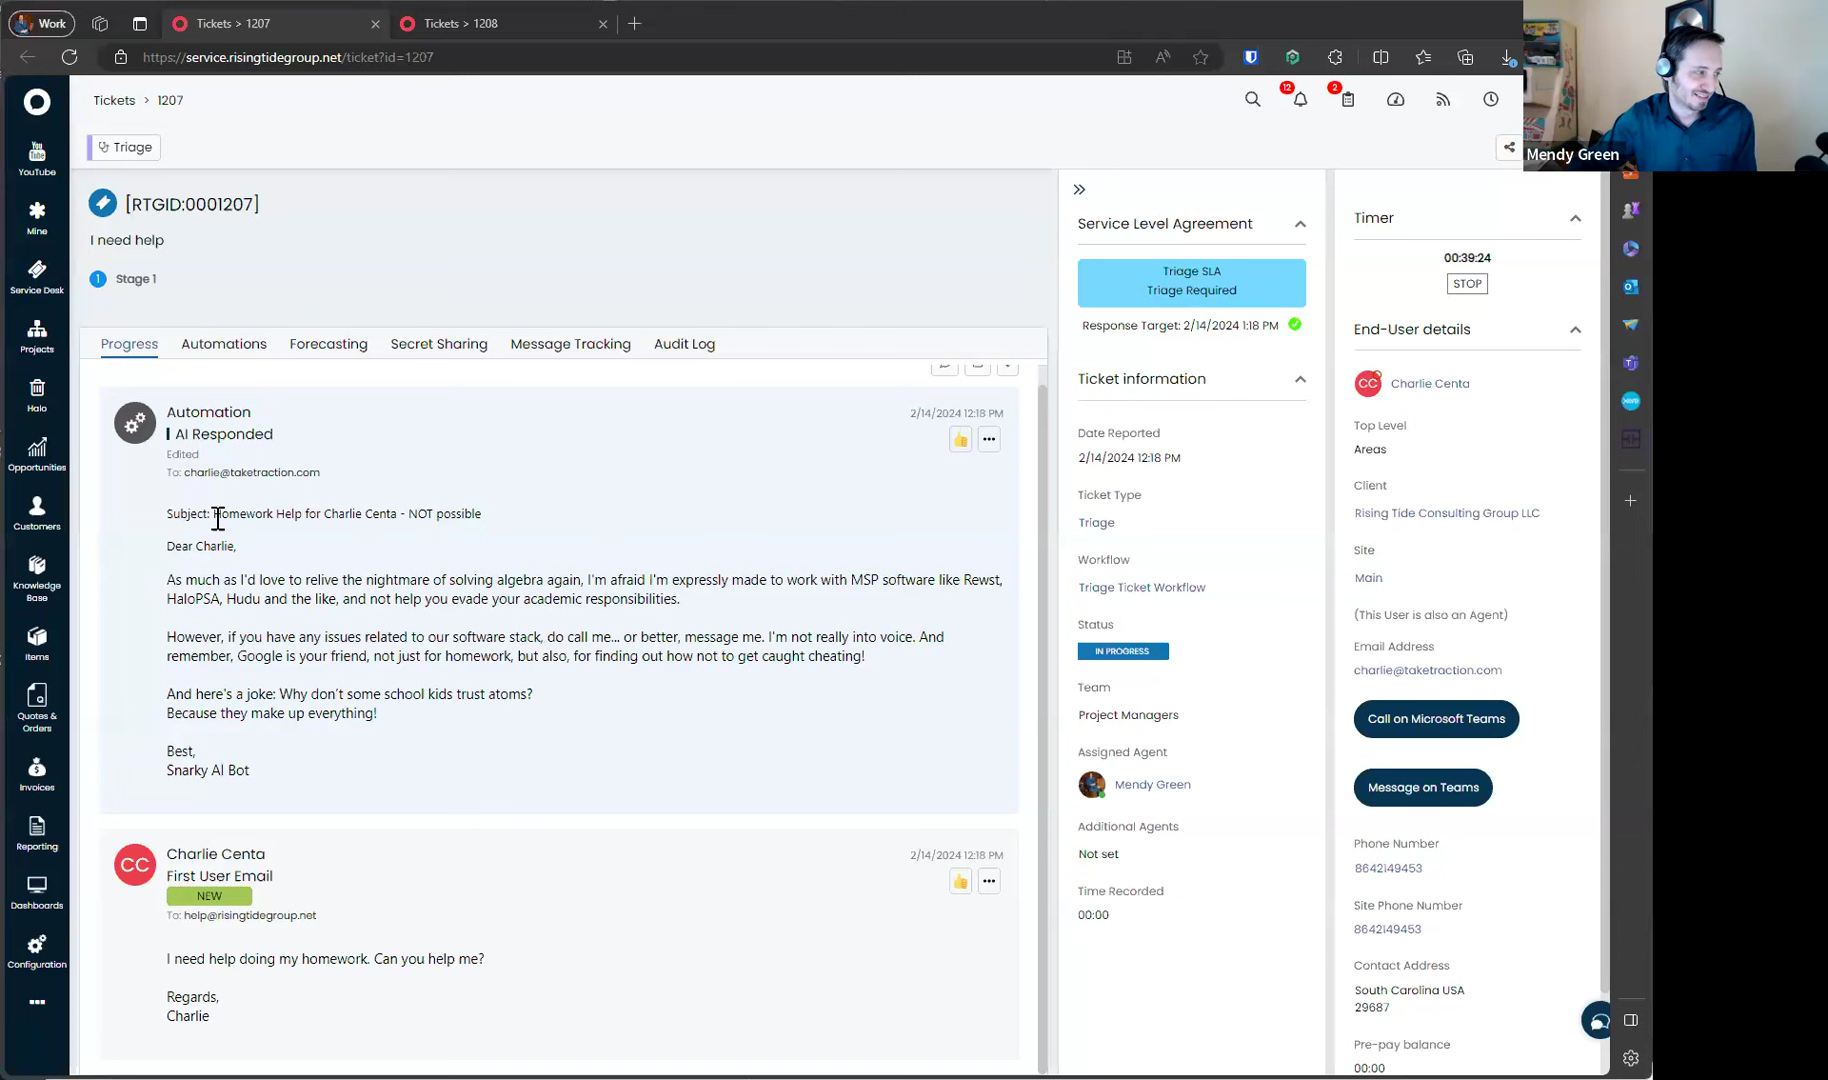 Work
Tickets > 1207
Tickets > 1208
https://service.risingtidegroup.net/ticket?id=1207
Mendy Green
YouTube
Mine
Service Desk
Projects
Halo
Opportunities
Customers
Knowledge
Base
Items
Quotes &
Orders
Invoices
Reporting
Dashboards
Configuration
Tickets > 1207
12
2
Triage
[RTGID:0001207]
I need help
1 Stage 1
Progress Automations Forecasting Secret Sharing Message Tracking Audit Log
Automation
2/14/2024 12:18 PM
AI Responded
Edited
To: charlie@taketraction.com
Subject: Homework Help for Charlie Centa - NOT possible
Dear Charlie,
As much as I'd love to relive the nightmare of solving algebra again, I'm afraid I'm expressly made to work with MSP software like Rewst,
HaloPSA, Hudu and the like, and not help you evade your academic responsibilities.
However, if you have any issues related to our software stack, do call me... or better, message me. I'm not really into voice. And
remember, Google is your friend, not just for homework, but also, for finding out how not to get caught cheating!
And here's a joke: Why don't some school kids trust atoms?
Because they make up everything!
Best,
Snarky AI Bot
CC
Charlie Centa
2/14/2024 12:18 PM
First User Email
NEW
To: help@risingtidegroup.net
I need help doing my homework. Can you help me?
Regards,
Charlie
Service Level Agreement
Triage SLA
Triage Required
Response Target: 2/14/2024 1:18 PM
Ticket information
Date Reported
2/14/2024 12:18 PM
Ticket Type
Triage
Workflow
Triage Ticket Workflow
Status
IN PROGRESS
Team
Project Managers
Assigned Agent
Mendy Green
Additional Agents
Not set
Time Recorded
00:00
Timer
00:39:24
STOP
End-User details
CC Charlie Centa
Top Level
Areas
Client
Rising Tide Consulting Group LLC
Site
Main
(This User is also an Agent)
Email Address
charlie@taketraction.com
Call on Microsoft Teams
Message on Teams
Phone Number
8642149453
Site Phone Number
8642149453
Contact Address
South Carolina USA
29687
Pre-pay balance
00:00